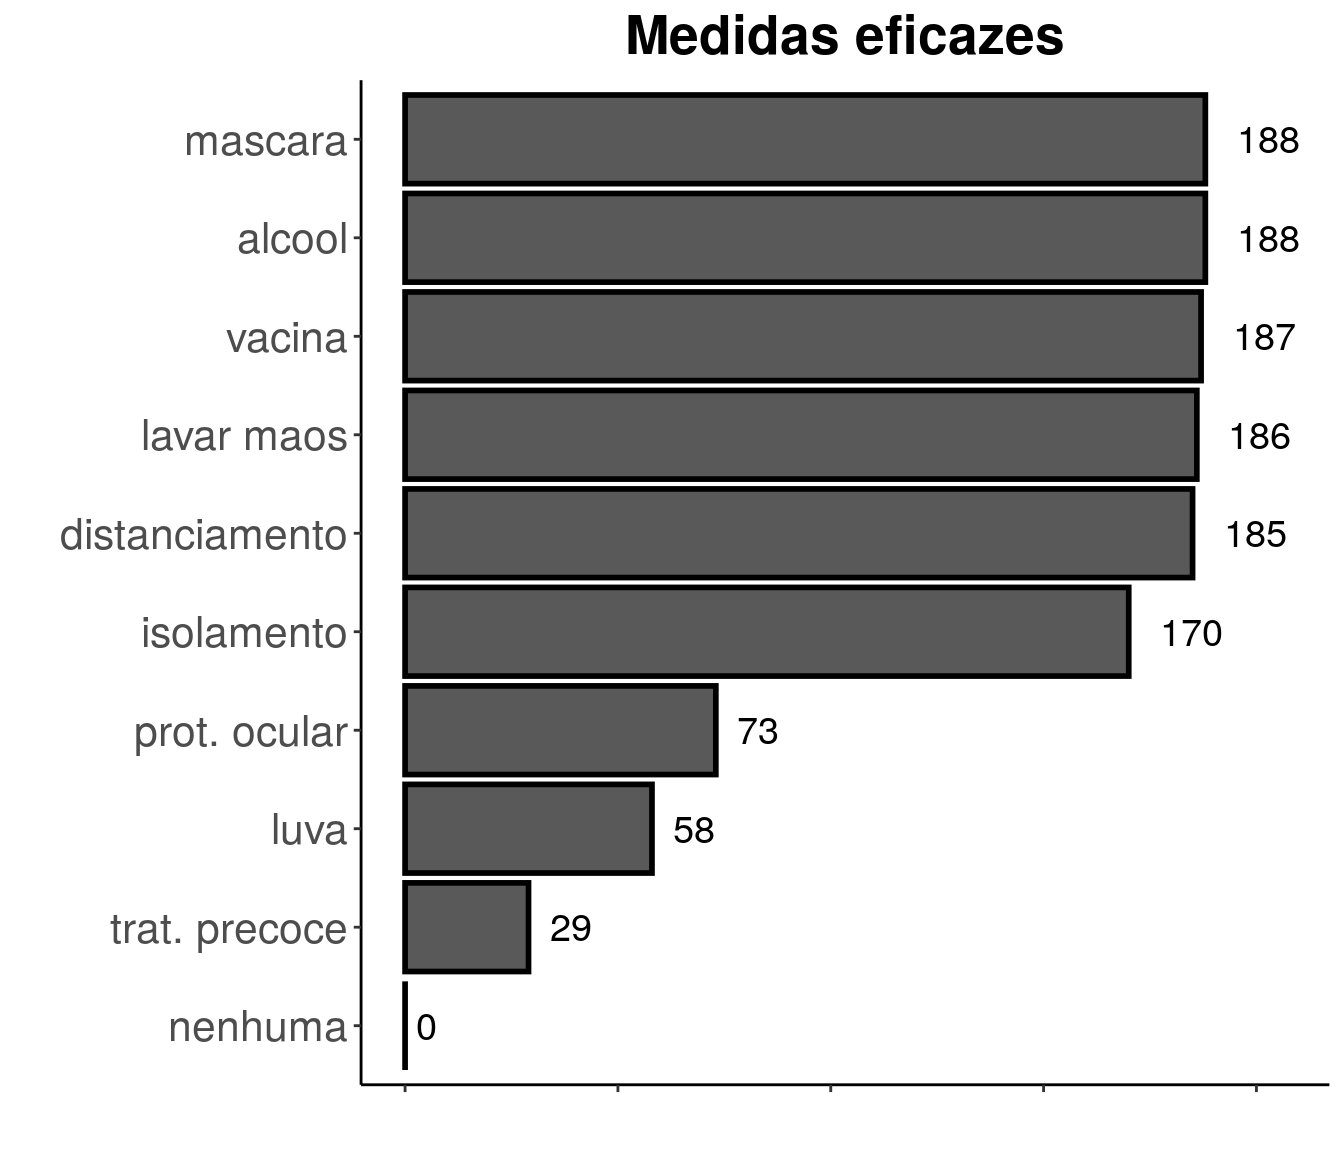 Medidas eficazes
mascara 188
alcool 188
vacina 187
lavar maos 186
distanciamento 185
isolamento 170
prot. ocular 73
luva 58
trat. precoce 29
nenhuma 0